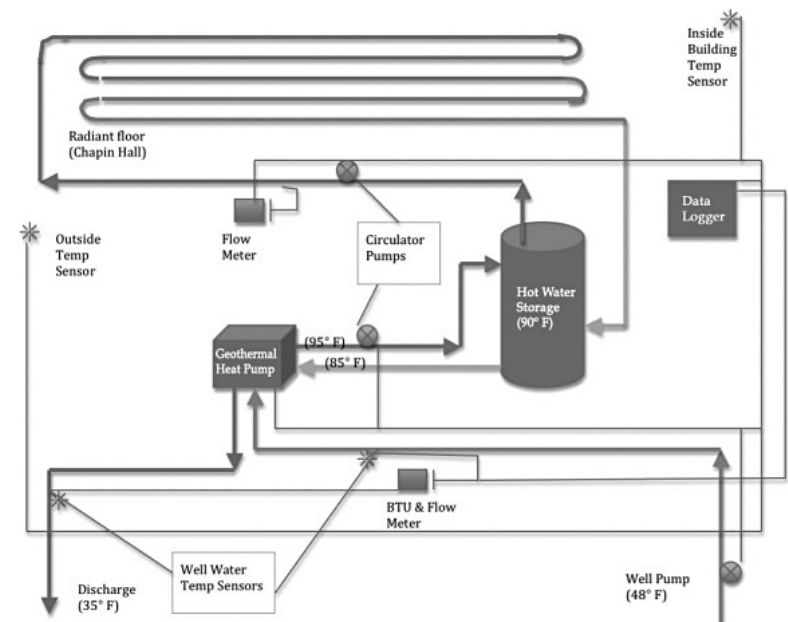 Inside
Building
Temp
Sensor
Radiant floor
(Chapin Hall)
Data
Logger
Outside
Temp
Sensor
Flow
Meter
Circulator
Pumps
Hot Water
Storage
(90° F)
Geothermal
Heat Pump
(95° F)
(85° F)
BTU & Flow
Meter
Well Water
Temp Sensors
Discharge
(35° F)
Well Pump
(48° F)